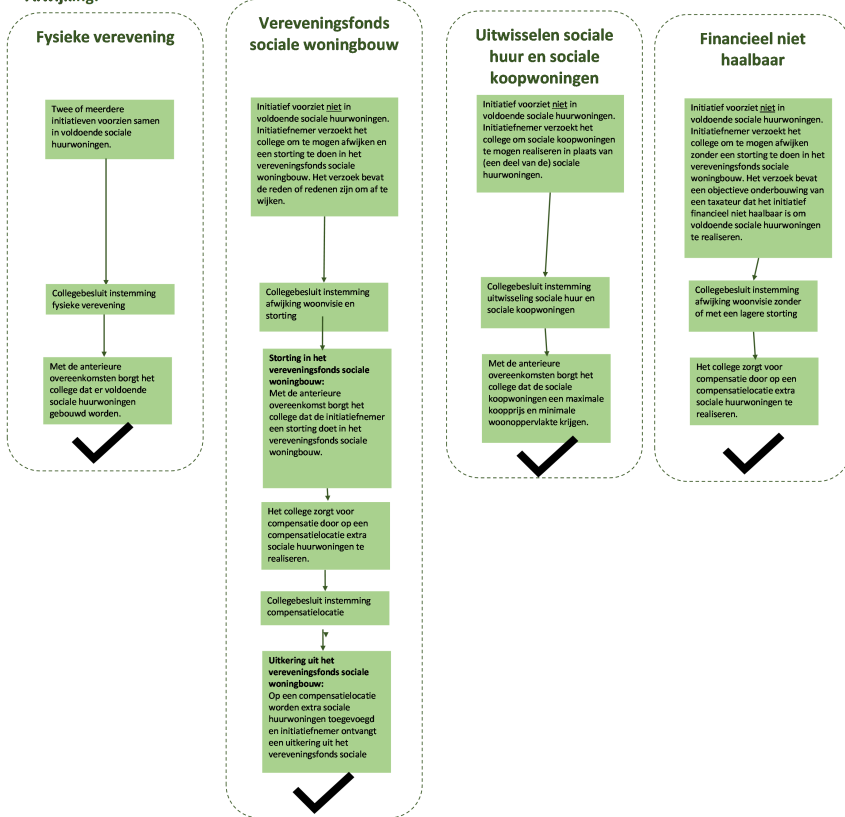 Fysieke verevening
Twee of meerdere
initiatieven voorzien samen
in voldoende sociale
huurwoningen.
Collegebesluit instemming
fysieke verevening
Met de anterieure
overeenkomsten borgt het
college dat er voldoende
sociale huurwoningen
gebouwd worden.
Vereveningsfonds
sociale woningbouw
Initiatief voorziet niet in
voldoende sociale huurwoningen.
Initiatiefnemer verzoekt het
college om te mogen afwijken en
een storting te doen in het
vereveningsfonds sociale
woningbouw. Het verzoek bevat
de reden of redenen zijn om af te
wijken.
Collegebesluit instemming
afwijking woonvisie en
storting
Storting in het
vereveningsfonds sociale
woningbouw:
Met de anterieure
overeenkomst borgt het
college dat de initiatiefnemer
een storting doet in het
vereveningsfonds sociale
woningbouw.
Het college zorgt voor
compensatie door op een
compensatielocatie extra
sociale huurwoningen te
realiseren.
Collegebesluit instemming
compensatielocatie
Uitkering uit het
vereveningsfonds sociale
woningbouw:
Op een compensatielocatie
worden extra sociale
huurwoningen toegevoegd
en initiatiefnemer ontvangt
een uitkering uit het
vereveningsfonds sociale
Uitwisselen sociale
huur en sociale
koopwoningen
Initiatief voorziet niet in
voldoende sociale huurwoningen.
Initiatiefnemer verzoekt het
college om sociale koopwoningen
te mogen realiseren in plaats van
(een deel van de) sociale
huurwoningen.
Collegebesluit instemming
uitwisseling sociale huur en
sociale koopwoningen
Met de anterieure
overeenkomsten borgt het
college dat de sociale
koopwoningen een maximale
koopprijs en minimale
woonoppervlakte krijgen.
Financieel niet
haalbaar
Initiatief voorziet niet in
voldoende sociale huurwoningen.
Initiatiefnemer verzoekt het
college om te mogen afwijken
zonder een storting te doen in het
vereveningsfonds sociale
woningbouw. Het verzoek bevat
een objectieve onderbouwing van
een taxateur dat het initiatief
financieel niet haalbaar is om
voldoende sociale huurwoningen
te realiseren.
Collegebesluit instemming
afwijking woonvisie zonder
of met een lagere storting
Het college zorgt voor
compensatie door op een
compensatielocatie extra
sociale huurwoningen te
realiseren.